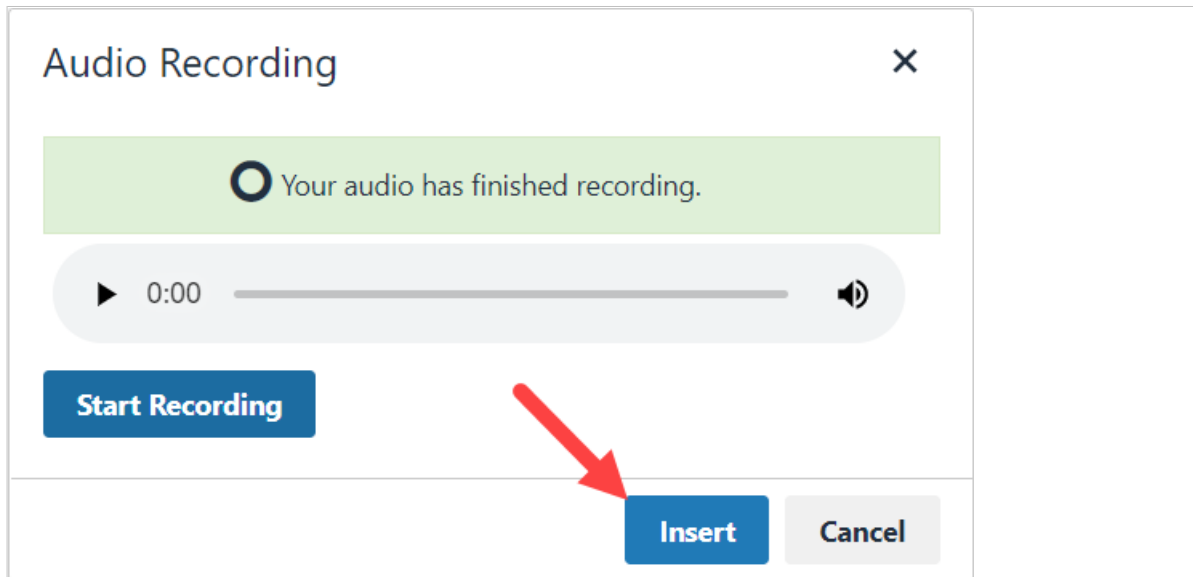 Audio Recording
Your audio has finished recording.
0:00
Start Recording
Insert Cancel